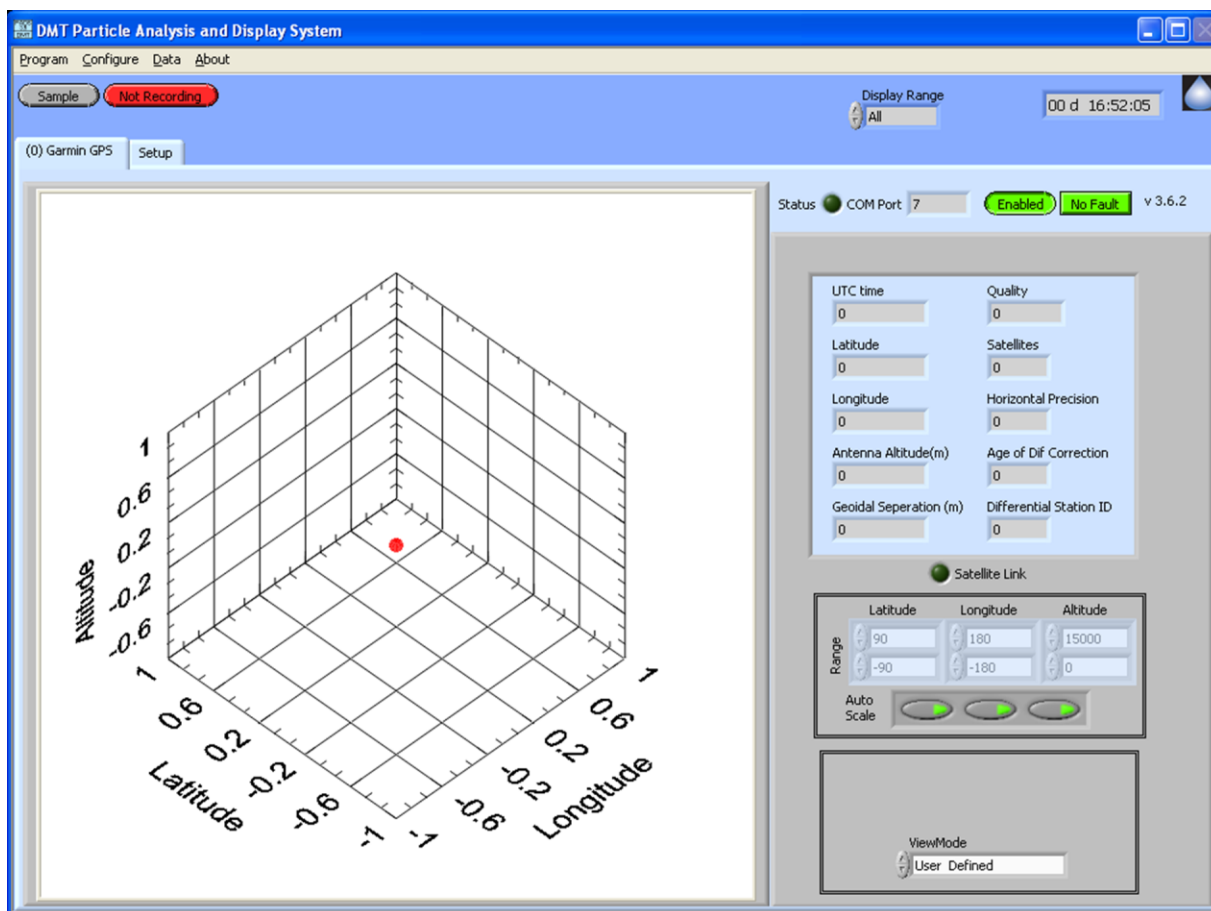 DMT Particle Analysis and Display System
Program Configure Data About
Sample Not Recording
Display Range
All
00 d 16:52:05
(0) Garmin GPS Setup
Status COM Port 7 Enabled No Fault v 3.6.2
UTC time Quality
0 0
Latitude Satellites
0 0
Longitude Horizontal Precision
0 0
Antenna Altitude(m) Age of Dif Correction
0 0
Geoidal Seperation (m) Differential Station ID
0 0
Satellite Link
Latitude Longitude Altitude
Range
90 180 15000
-90 -180 0
Auto
Scale
ViewMode
User Defined
Altitude
1
0.6
0.2
-0.2
-0.6
Latitude
1
0.6
0.2
-0.2
-0.6
-1
Longitude
-1
-0.6
-0.2
0.2
0.6
1